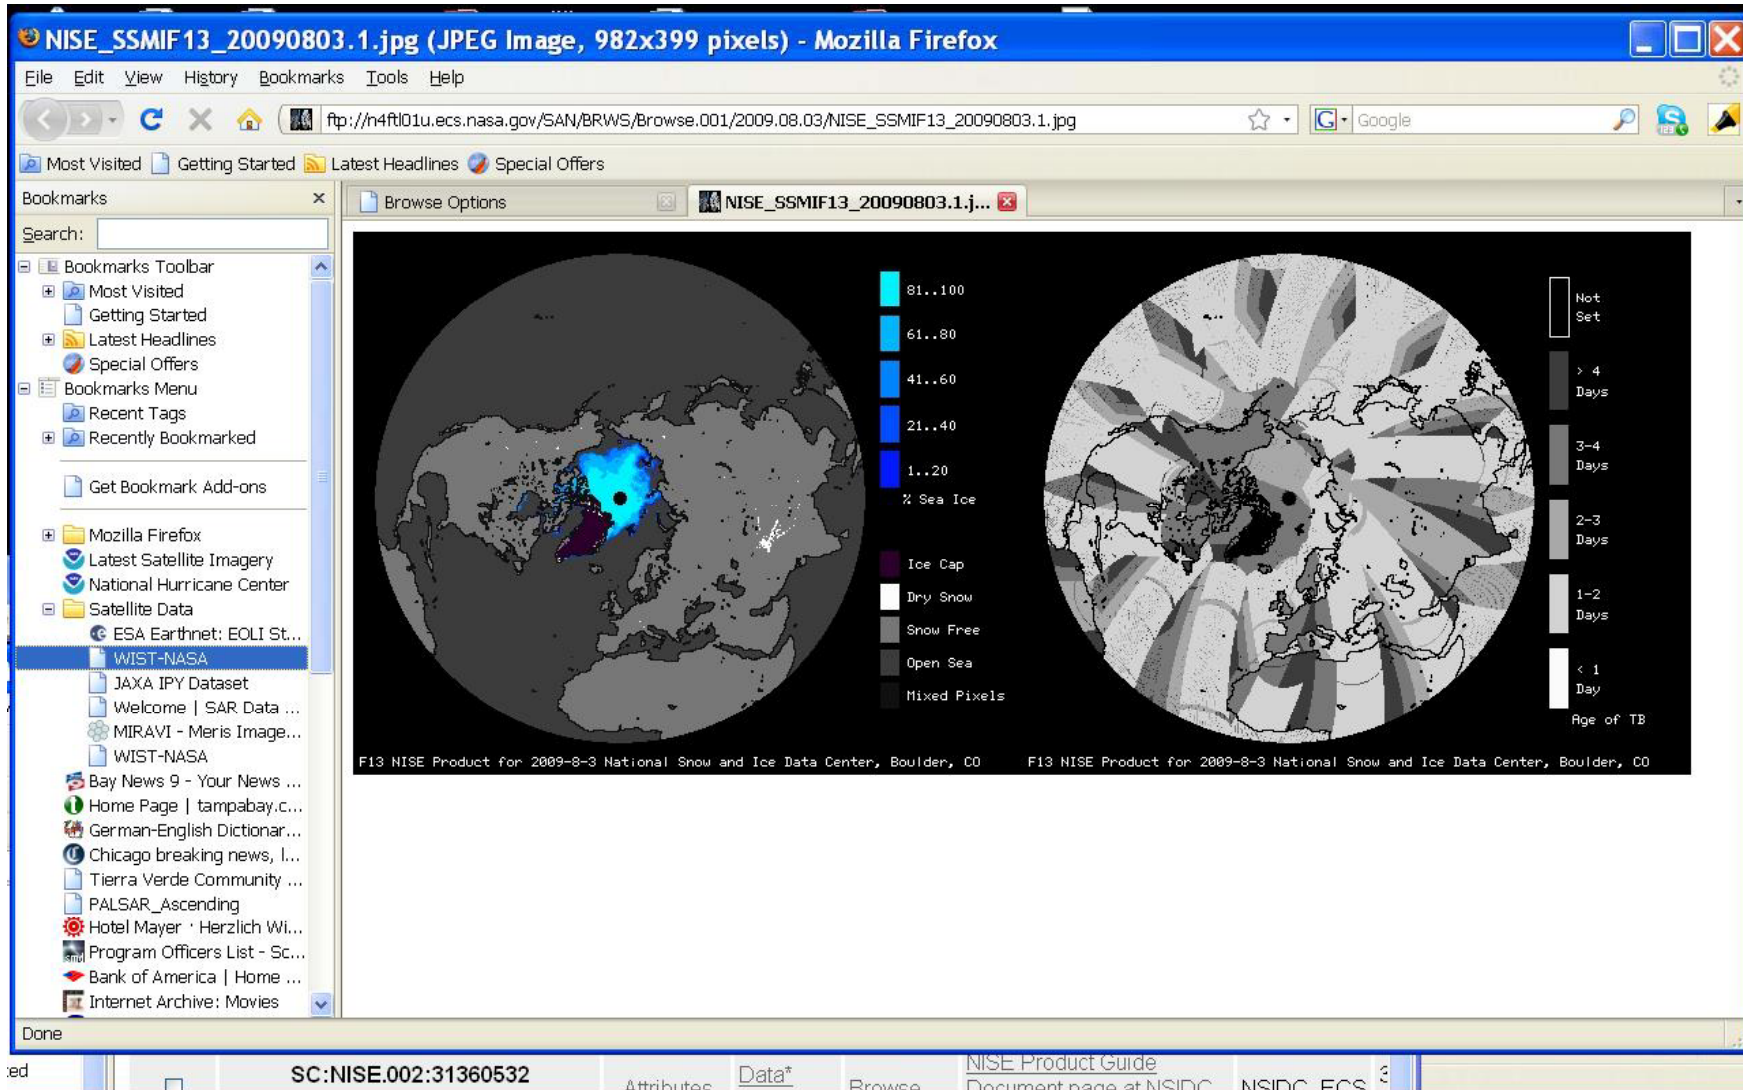 NISE_SSMIF13_20090803.1.jpg (JPEG Image, 982x399 pixels) - Mozilla Firefox
File Edit View History Bookmarks Tools Help
ftp://n4ftl01u.ecs.nasa.gov/SAN/BRWS/Browse.001/2009.08.03/NISE_SSMIF13_20090803.1.jpg
G Google
Most Visited Getting Started Latest Headlines Special Offers
Bookmarks
Browse Options
NISE_SSMIF13_20090803.1.j...
Search:
Bookmarks Toolbar
Most Visited
Getting Started
Latest Headlines
Special Offers
Bookmarks Menu
Recent Tags
Recently Bookmarked
Get Bookmark Add-ons
Mozilla Firefox
Latest Satellite Imagery
National Hurricane Center
Satellite Data
ESA Earthnet: EOLI St...
WIST-NASA
JAXA IPY Dataset
Welcome | SAR Data ...
MIRAVI - Meris Image...
WIST-NASA
Bay News 9 - Your News ...
Home Page | tampabay.c...
German-English Dictionar...
Chicago breaking news, l...
Tierra Verde Community ...
PALSAR_Ascending
Hotel Mayer · Herzlich Wi...
Program Officers List - Sc...
Bank of America | Home ...
Internet Archive: Movies
81..100
61..80
41..60
21..40
1..20
% Sea Ice
Ice Cap
Dry Snow
Snow Free
Open Sea
Mixed Pixels
F13 NISE Product for 2009-8-3 National Snow and Ice Data Center, Boulder, CO
Not
Set
> 4
Days
3-4
Days
2-3
Days
1-2
Days
< 1
Day
Age of TB
F13 NISE Product for 2009-8-3 National Snow and Ice Data Center, Boulder, CO
Done
SC:NISE.002:31360532
Attributes
Data*
Browse
NISE Product Guide
Document page at NSIDC
NSIDC_ECS